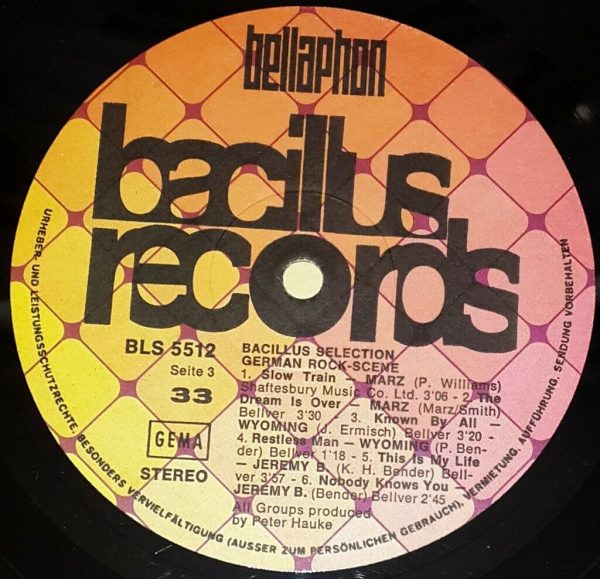 bellaphon
bacillus
records
BLS 5512
Seite 3
33
GEMA
STEREO
BACILLUS SELECTION
GERMAN ROCK-SCENE
1. Slow Train — MARZ (P. Williams)
Shaftesbury Music Co. Ltd. 3'06 - 2. The
Dream Is Over — MARZ (Marz/Smith)
Bellver 3'30 - 3. Known By All —
WYOMING (J. Ermisch) Bellver 3'20 -
4. Restless Man — WYOMING (P. Ben-
der) Bellver 1'18 - 5. This Is My Life
— JEREMY B. (K. H. Bender) Bell-
ver 3'57 - 6. Nobody Knows You —
JEREMY B. (Bender) Bellver 2'45
All Groups produced
by Peter Hauke
URHEBER- UND LEISTUNGSSCHUTZRECHTE, BESONDERS VERVIELFÄLTIGUNG (AUSSER ZUM PERSÖNLICHEN GEBRAUCH), VERMIETUNG, AUFFÜHRUNG, SENDUNG VORBEHALTEN